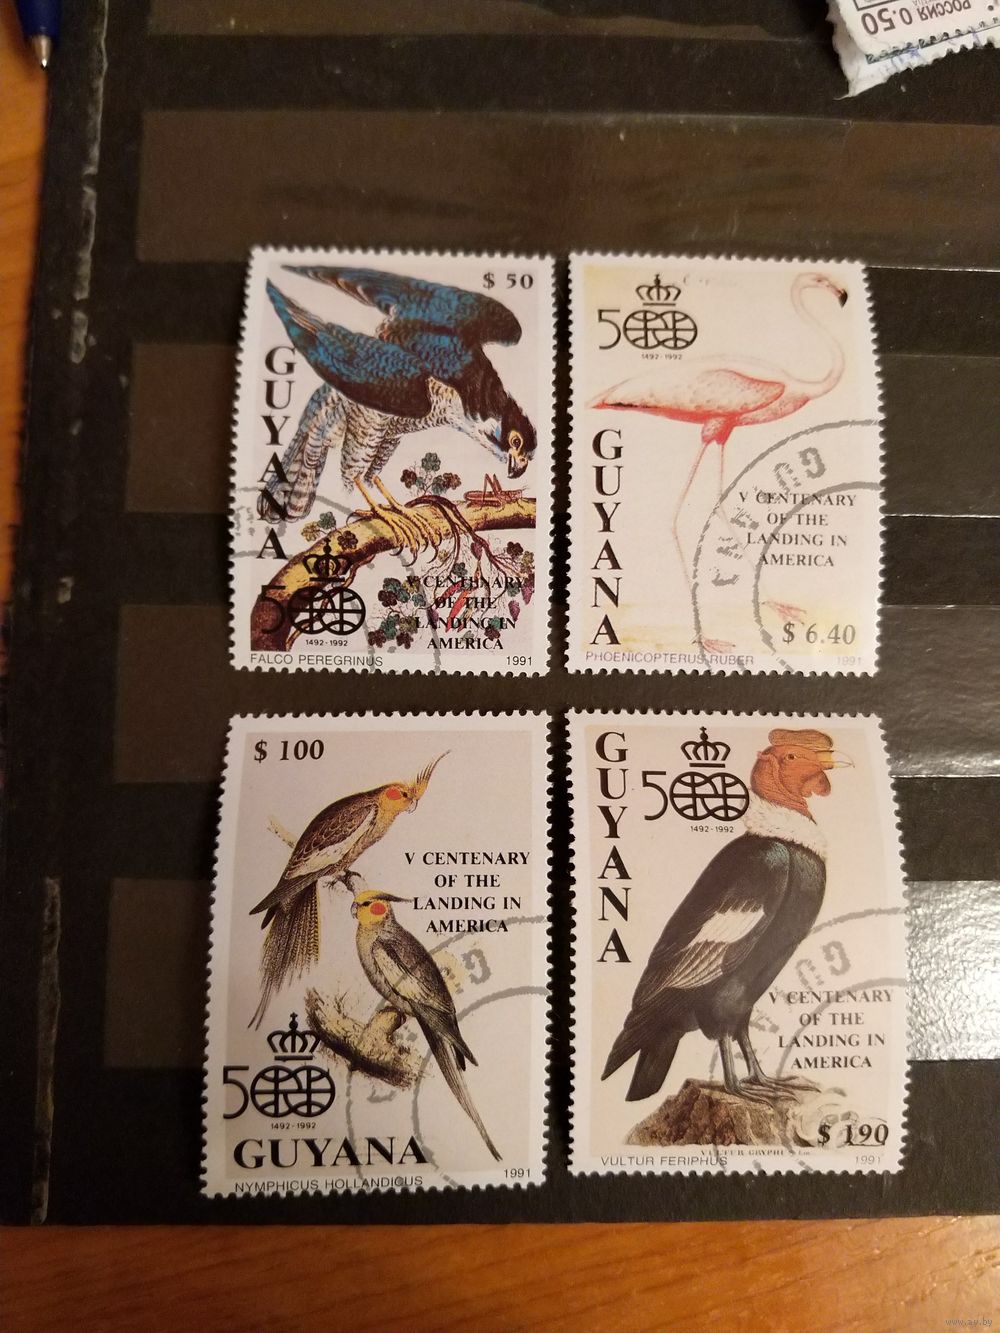 РОССИЯ 0.50
$ 50
GUYANA
500
1492-1992
V CENTENARY
OF THE
LANDING IN
AMERICA
FALCO PEREGRINUS
1991
500
1492-1992
GUYANA
V CENTENARY
OF THE
LANDING IN
AMERICA
$ 6.40
PHOENICOPTERUS RUBER
1991
$ 100
V CENTENARY
OF THE
LANDING IN
AMERICA
500
1492-1992
GUYANA
NYMPHICUS HOLLANDICUS
1991
GUYANA
500
1492-1992
V CENTENARY
OF THE
LANDING IN
AMERICA
$ 190
VULTUR FERIPHUS
1991
www.ay.by